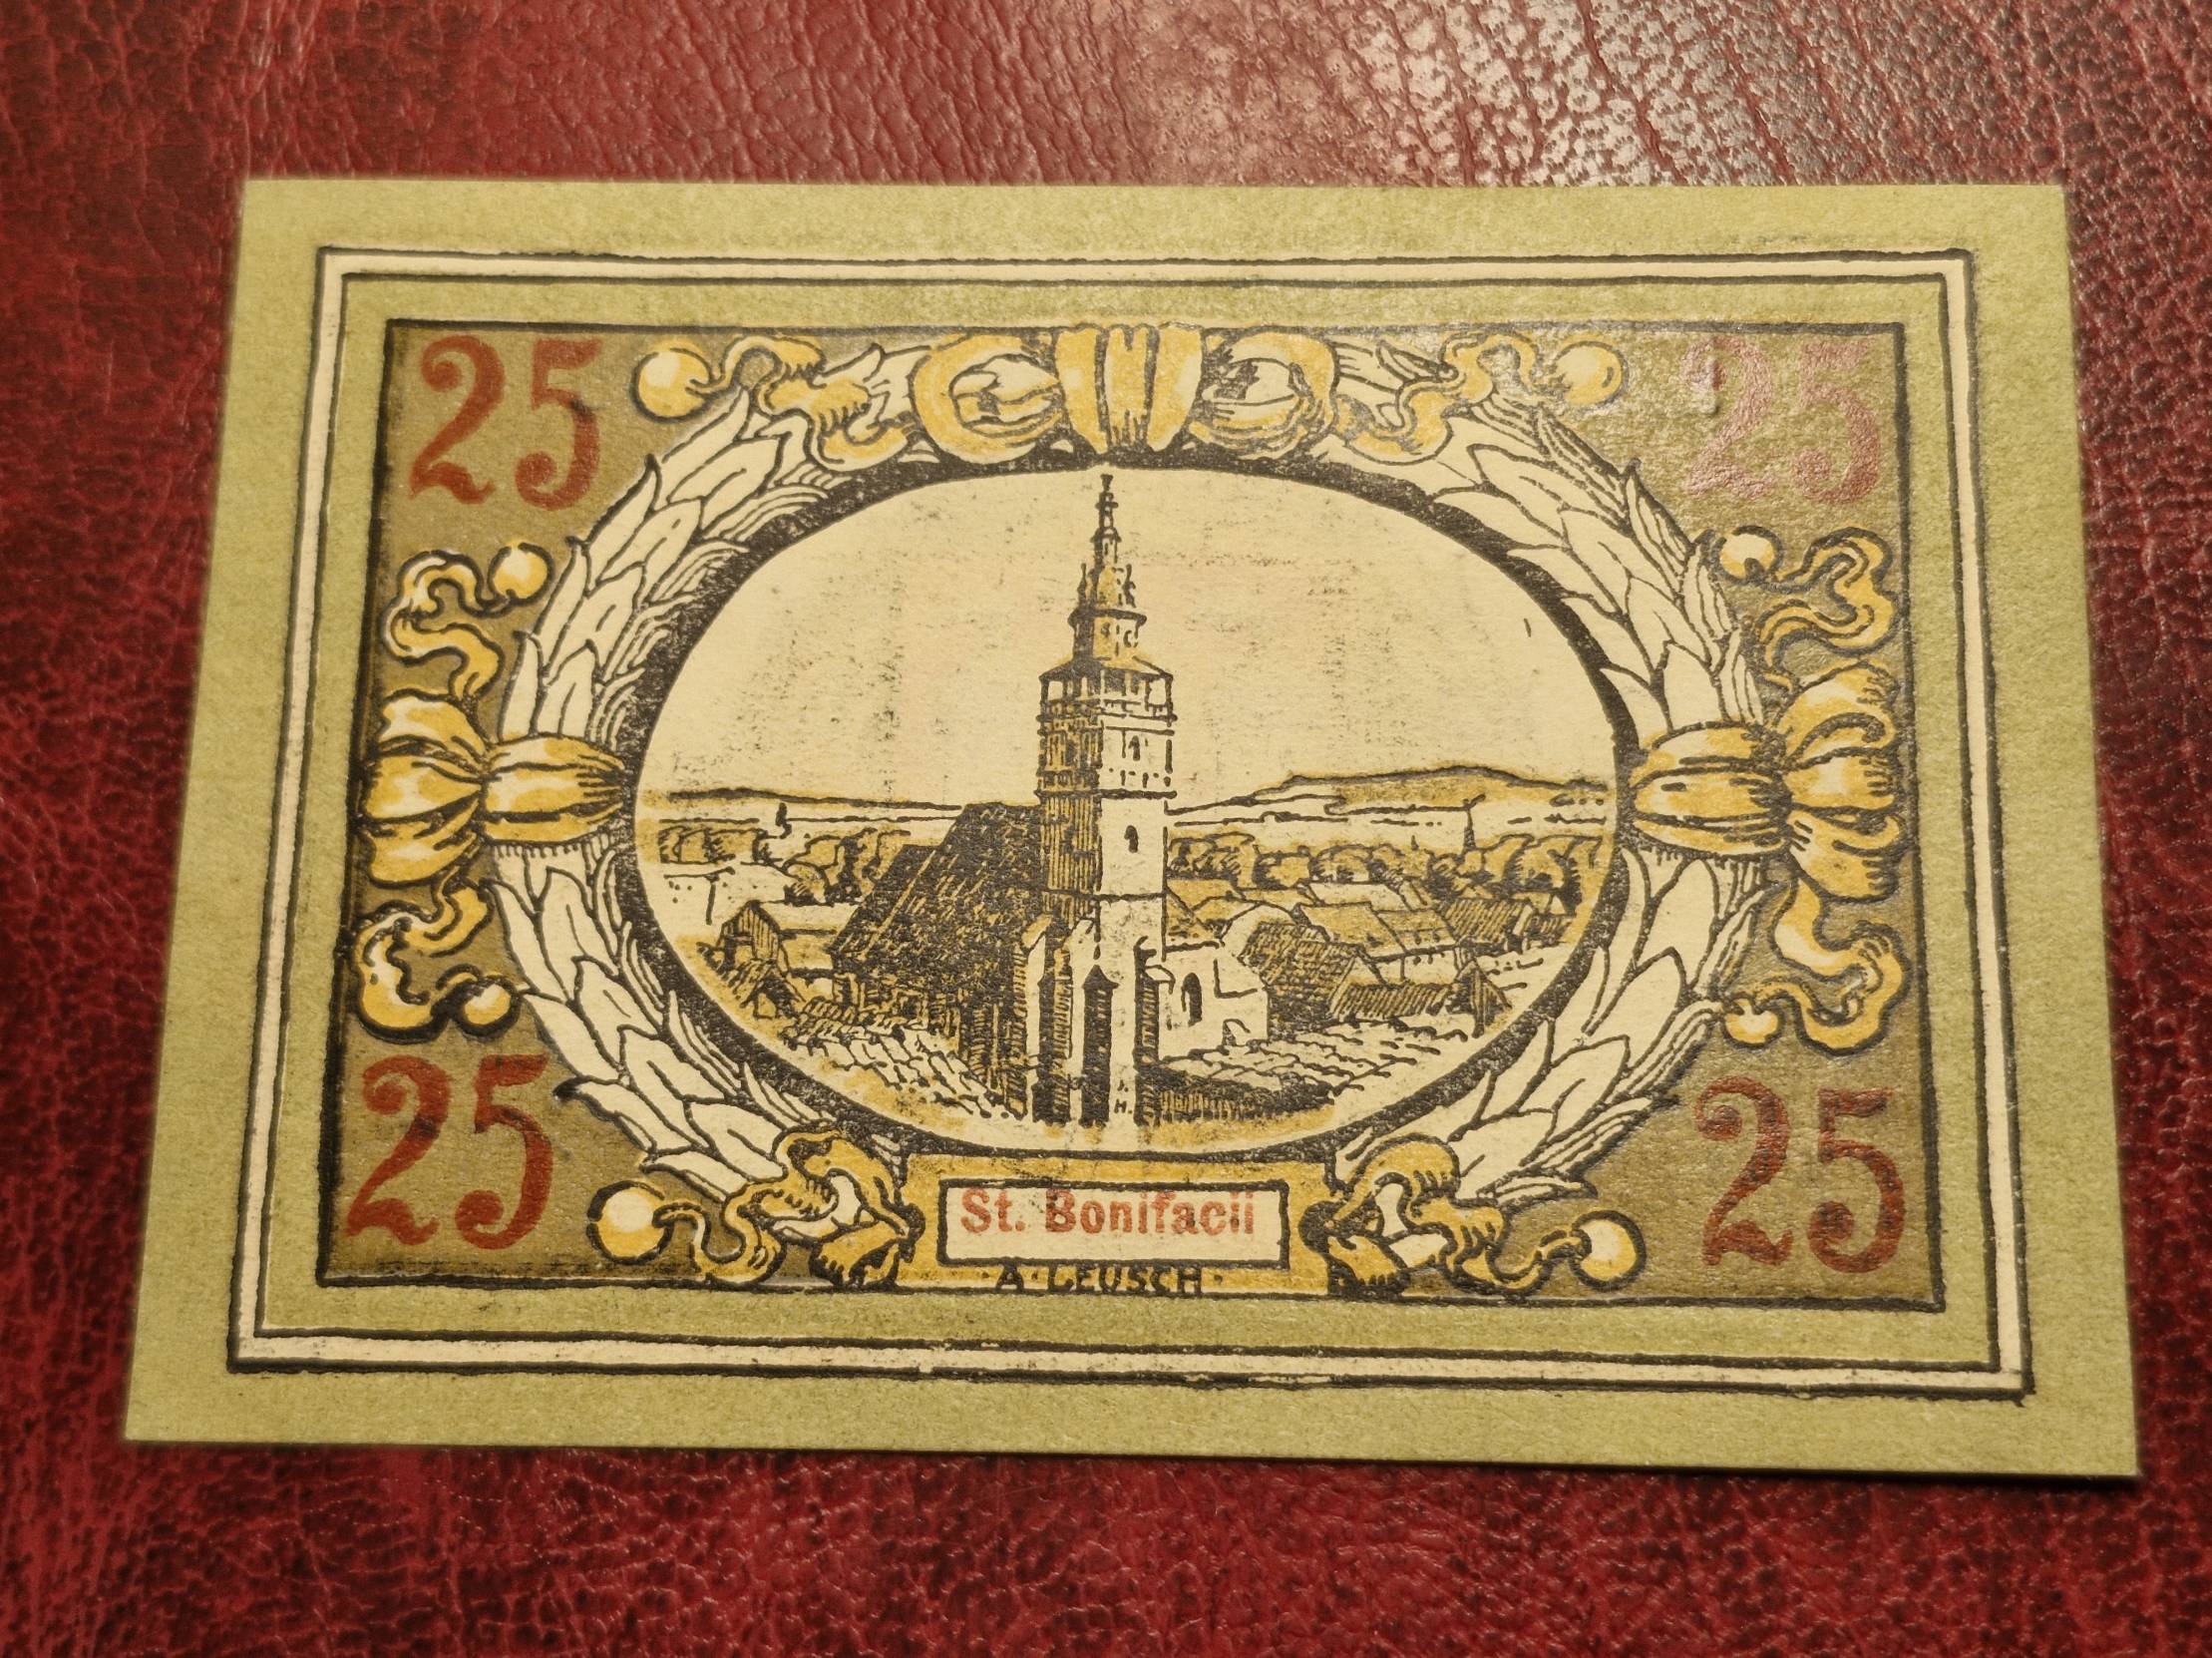 25 25
St. Bonifacii
25 25
· A · LEUSCH ·
J. H.